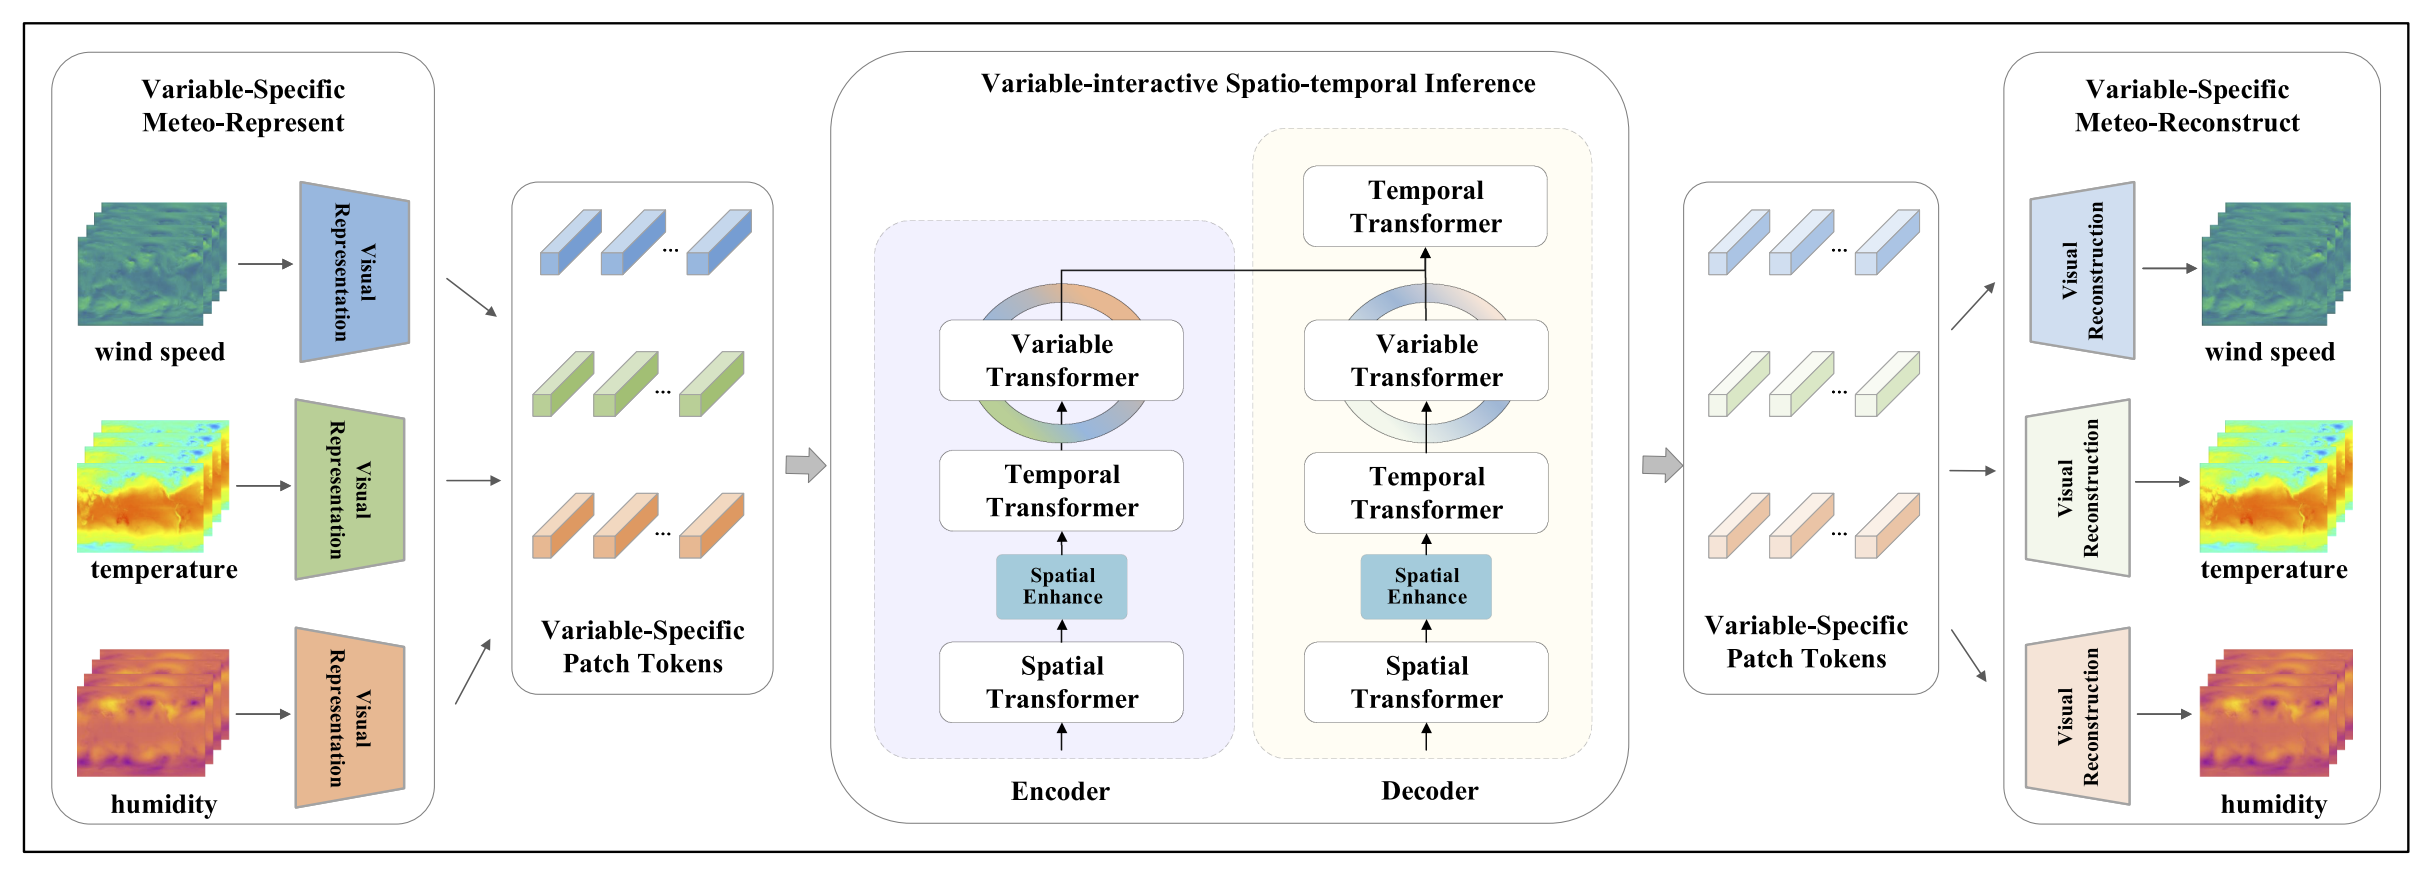 Variable-Specific
Meteo-Represent
Visual
Representation
wind speed
Visual
Representation
temperature
Visual
Representation
humidity
...
...
...
Variable-Specific
Patch Tokens
Variable-interactive Spatio-temporal Inference
Variable
Transformer
Temporal
Transformer
Spatial
Enhance
Spatial
Transformer
Encoder
Temporal
Transformer
Variable
Transformer
Temporal
Transformer
Spatial
Enhance
Spatial
Transformer
Decoder
...
...
...
Variable-Specific
Patch Tokens
Variable-Specific
Meteo-Reconstruct
Visual
Reconstruction
wind speed
Visual
Reconstruction
temperature
Visual
Reconstruction
humidity